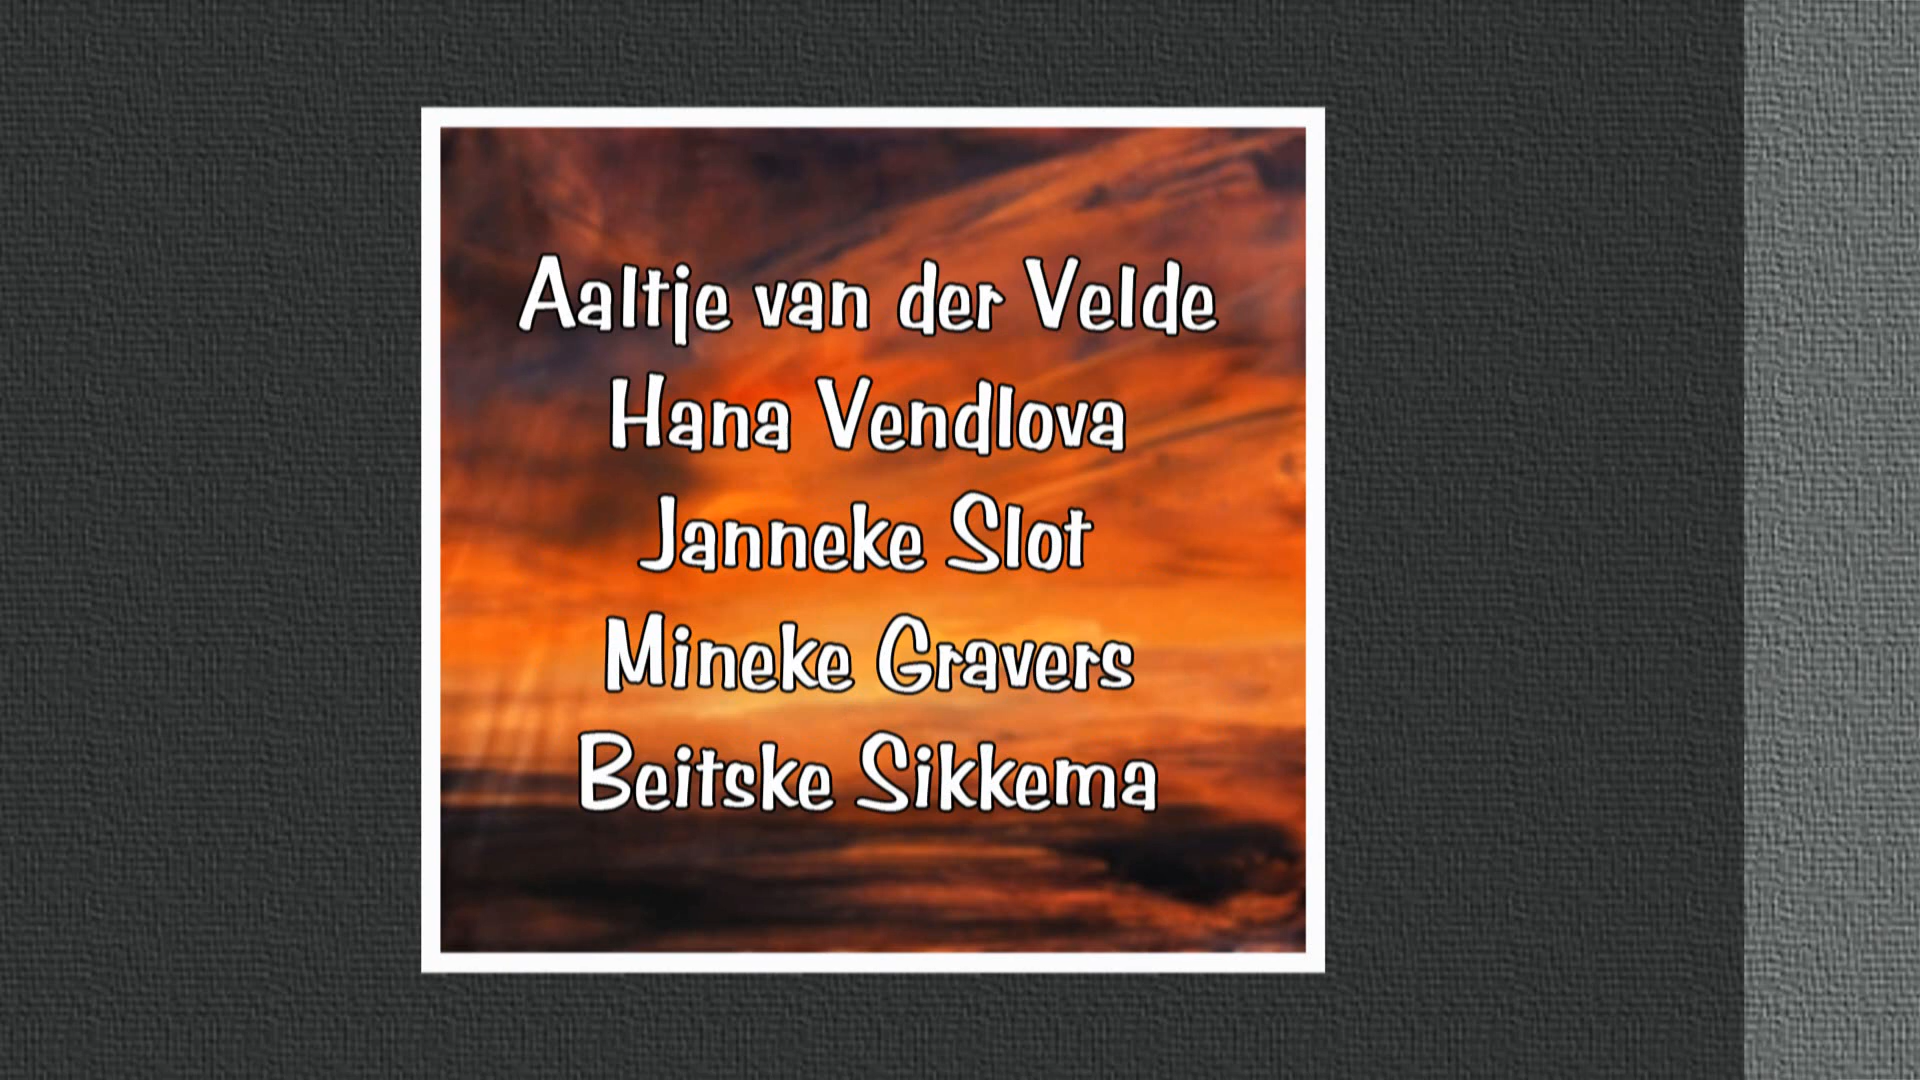 Aaltje van der Velde
Hana Vendlova
Janneke Slot
Mineke Gravers
Beitske Sikkema